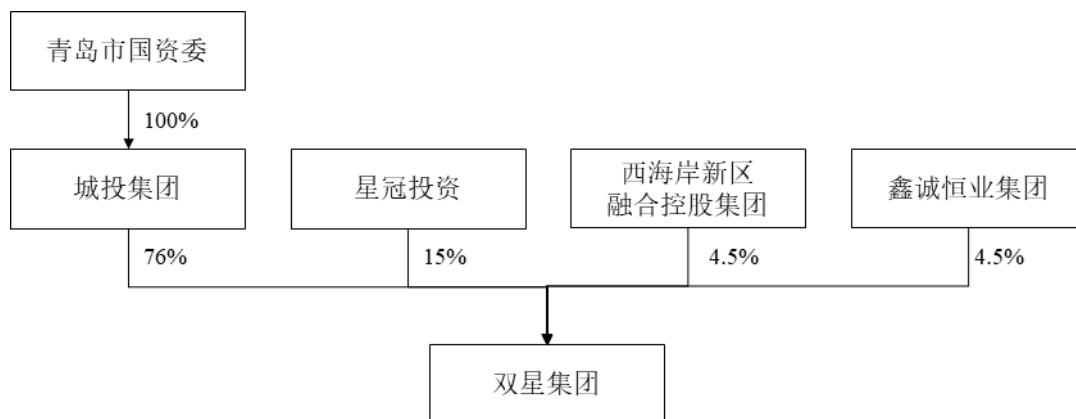 青岛市国资委
100%
城投集团
星冠投资
西海岸新区
融合控股集团
鑫诚恒业集团
76%
15%
4.5%
4.5%
双星集团